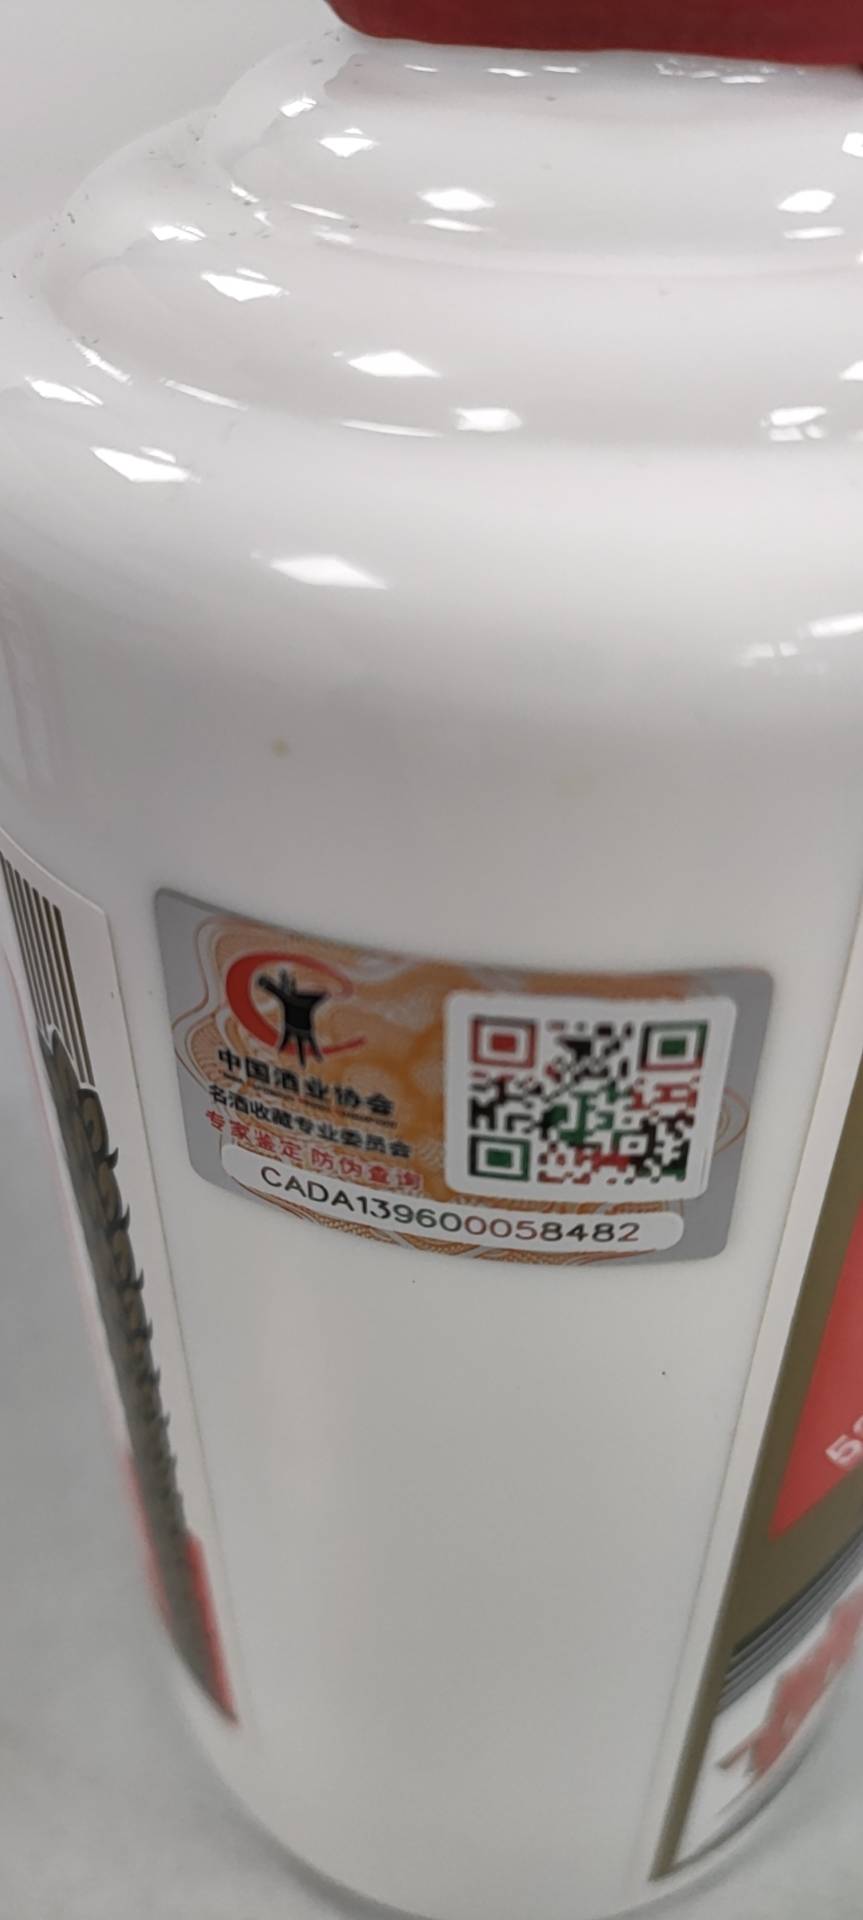 中国酒业协会
名酒收藏专业委员会
专家鉴定 防伪查询
CADA139600058482